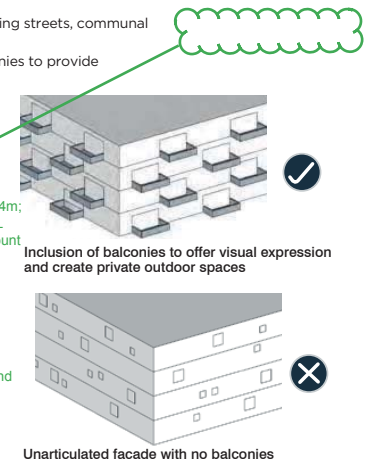 ing streets, communal
nies to provide
4m;
unt
Inclusion of balconies to offer visual expression
and create private outdoor spaces
nd
Unarticulated facade with no balconies